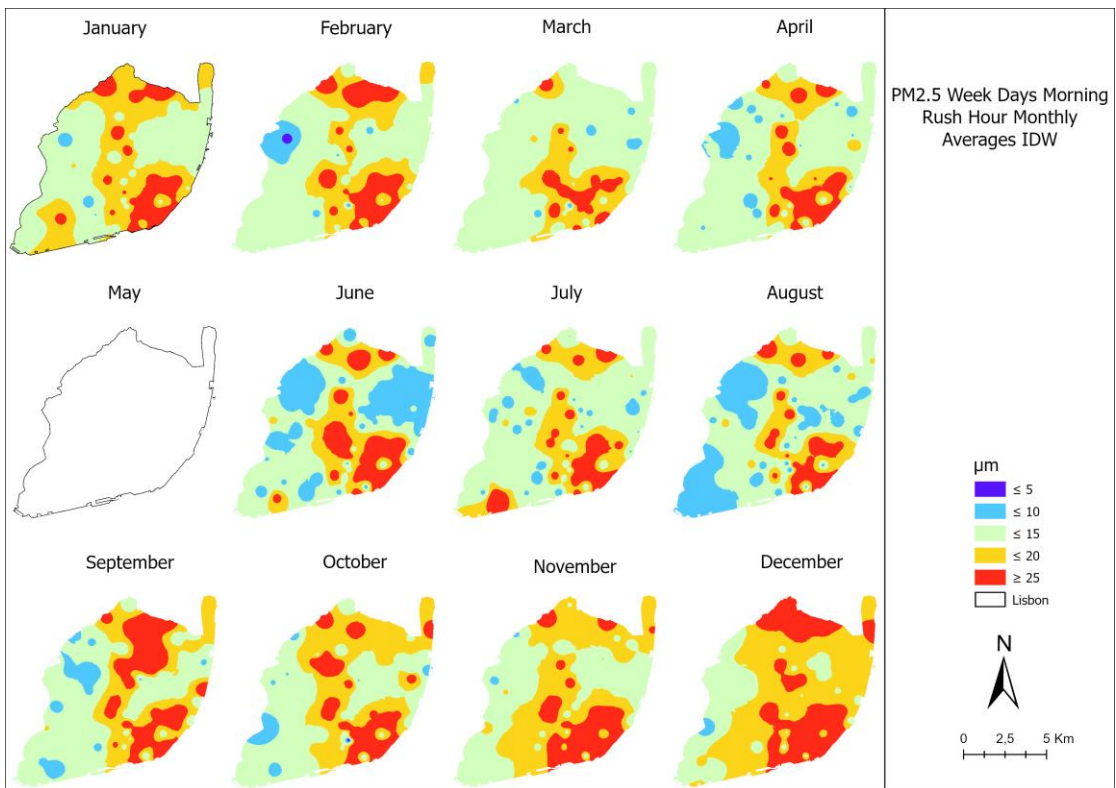 January
February
March
April
PM2.5 Week Days Morning
Rush Hour Monthly
Averages IDW
May
June
July
August
µm
≤ 5
≤ 10
≤ 15
≤ 20
≥ 25
Lisbon
September
October
November
December
N
0 2,5 5 Km